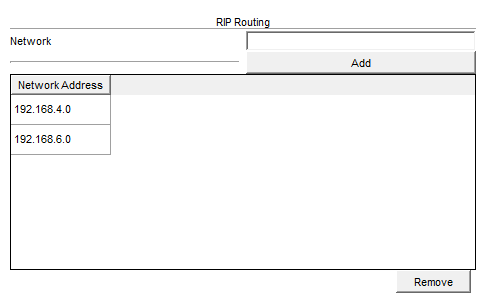 RIP Routing
Network
Add
Network Address
192.168.4.0
192.168.6.0
Remove